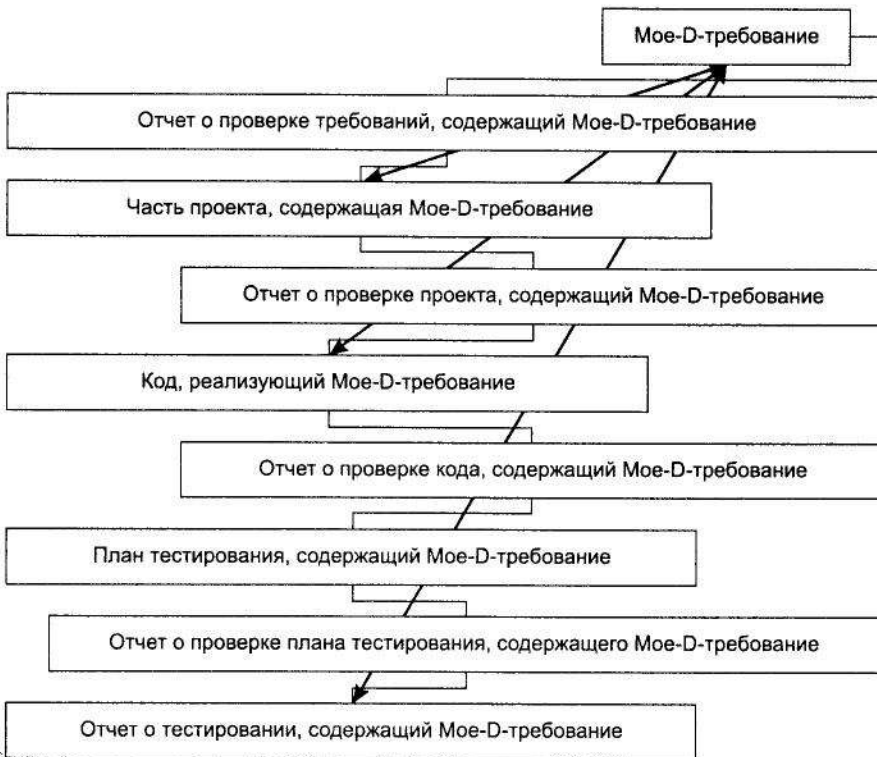 Мое-D-требование
Отчет о проверке требований, содержащий Мое-D-требование
Часть проекта, содержащая Мое-D-требование
Отчет о проверке проекта, содержащий Мое-D-требование
Код, реализующий Мое-D-требование
Отчет о проверке кода, содержащий Мое-D-требование
План тестирования, содержащий Мое-D-требование
Отчет о проверке плана тестирования, содержащего Мое-D-требование
Отчет о тестировании, содержащий Мое-D-требование